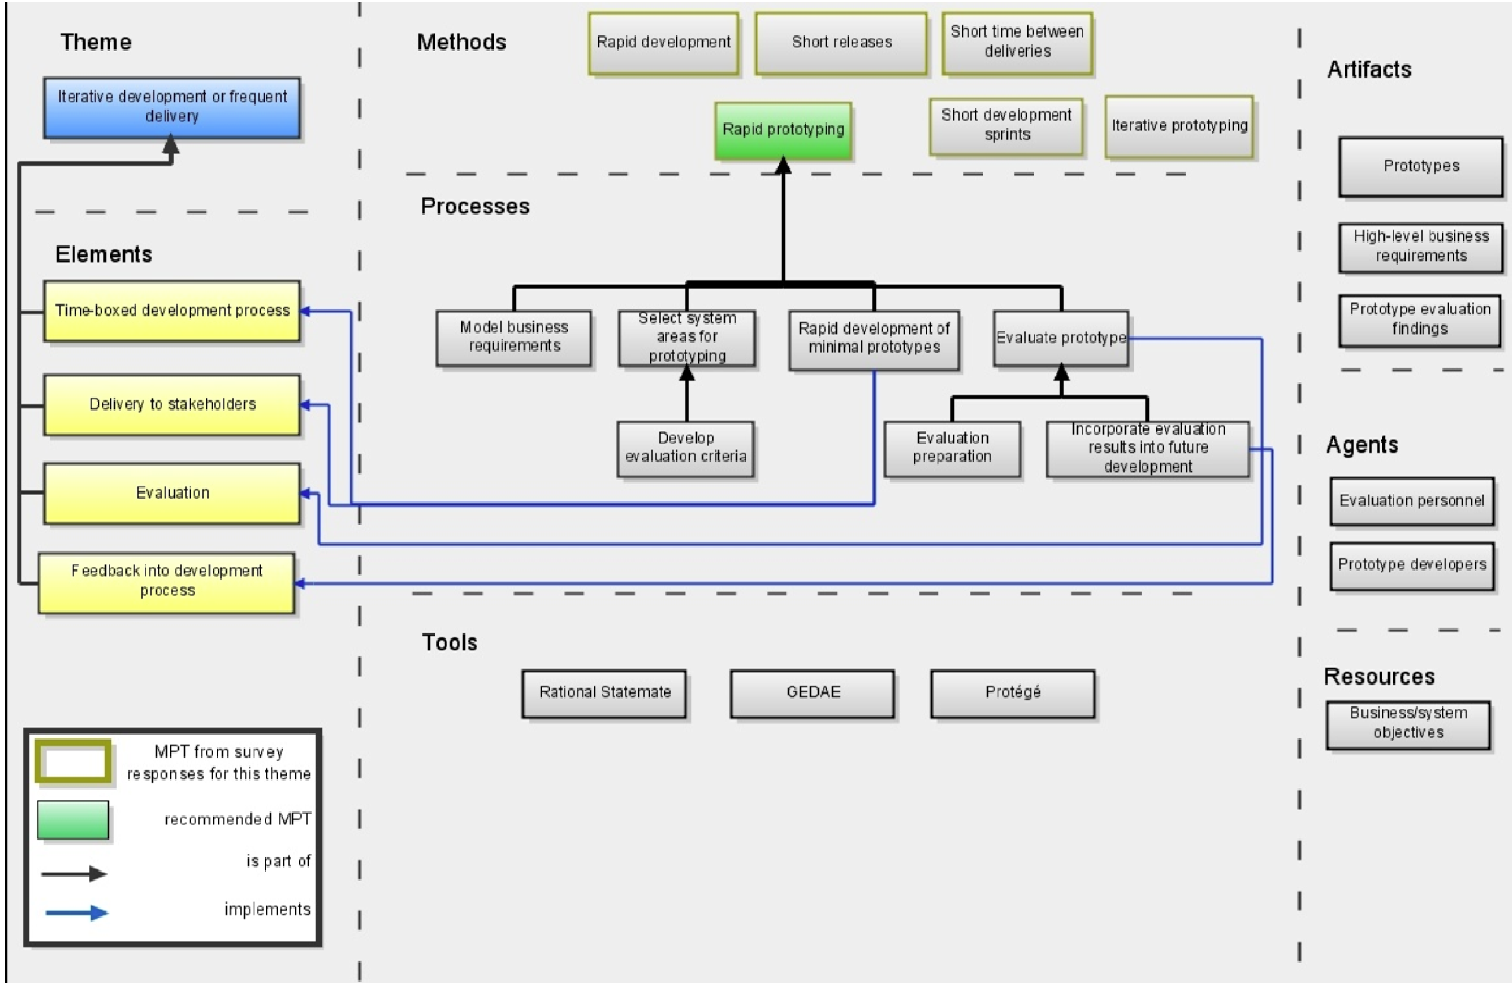 Theme
Iterative development or frequent
delivery
Elements
Time-boxed development process
Delivery to stakeholders
Evaluation
Feedback into development
process
MPT from survey
responses for this theme
recommended MPT
is part of
implements
Methods
Rapid development
Short releases
Short time between
deliveries
Rapid prototyping
Short development
sprints
Iterative prototyping
Processes
Model business
requirements
Select system
areas for
prototyping
Rapid development of
minimal prototypes
Evaluate prototype
Develop
evaluation criteria
Evaluation
preparation
Incorporate evaluation
results into future
development
Tools
Rational Statemate
GEDAE
Protégé
Artifacts
Prototypes
High-level business
requirements
Prototype evaluation
findings
Agents
Evaluation personnel
Prototype developers
Resources
Business/system
objectives